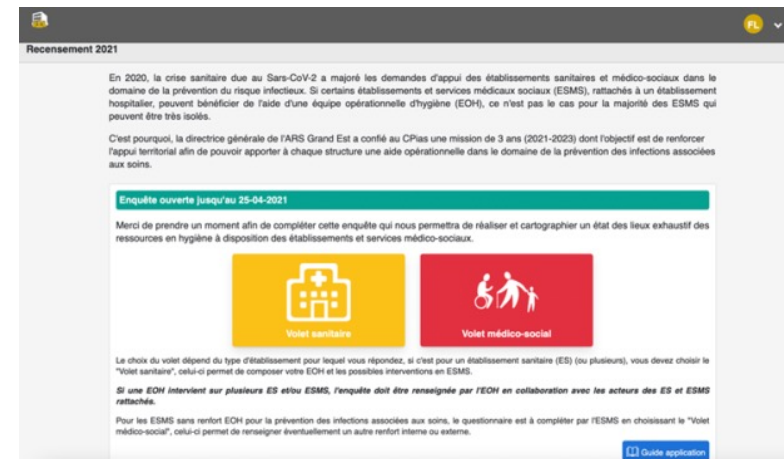 FL
Recensement 2021
En 2020, la crise sanitaire due au Sars-CoV-2 a majoré les demandes d'appui des établissements sanitaires et médico-sociaux dans le
domaine de la prévention du risque infectieux. Si certains établissements et services médicaux sociaux (ESMS), rattachés à un établissement
hospitalier, peuvent bénéficier de l'aide d'une équipe opérationnelle d'hygiène (EOH), ce n'est pas le cas pour la majorité des ESMS qui
peuvent être très isolés.
C'est pourquoi, la directrice générale de l'ARS Grand Est a confié au CPias une mission de 3 ans (2021-2023) dont l'objectif est de renforcer
l'appui territorial afin de pouvoir apporter à chaque structure une aide opérationnelle dans le domaine de la prévention des infections associées
aux soins.
Enquête ouverte jusqu'au 25-04-2021
Merci de prendre un moment afin de compléter cette enquête qui nous permettra de réaliser et cartographier un état des lieux exhaustif des
ressources en hygiène à disposition des établissements et services médico-sociaux.
Volet sanitaire
Volet médico-social
Le choix du volet dépend du type d'établissement pour lequel vous répondez, si c'est pour un établissement sanitaire (ES) (ou plusieurs), vous devez choisir le
"Volet sanitaire", celui-ci permet de composer votre EOH et les possibles interventions en ESMS.
Si une EOH intervient sur plusieurs ES et/ou ESMS, l'enquête doit être renseignée par l'EOH en collaboration avec les acteurs des ES et ESMS
rattachés.
Pour les ESMS sans renfort EOH pour la prévention des infections associées aux soins, le questionnaire est à compléter par l'ESMS en choisissant le "Volet
médico-social", celui-ci permet de renseigner éventuellement un autre renfort interne ou externe.
Guide application